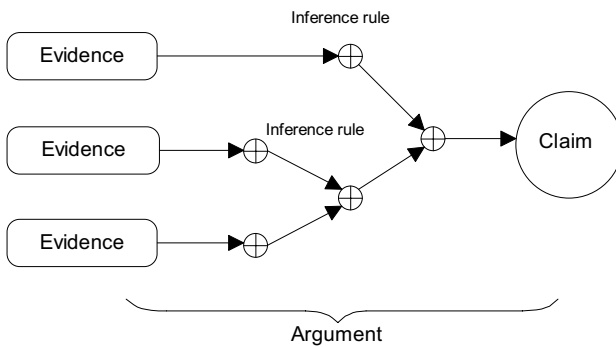 Inference rule
Evidence
Inference rule
Evidence
Claim
Evidence
Argument